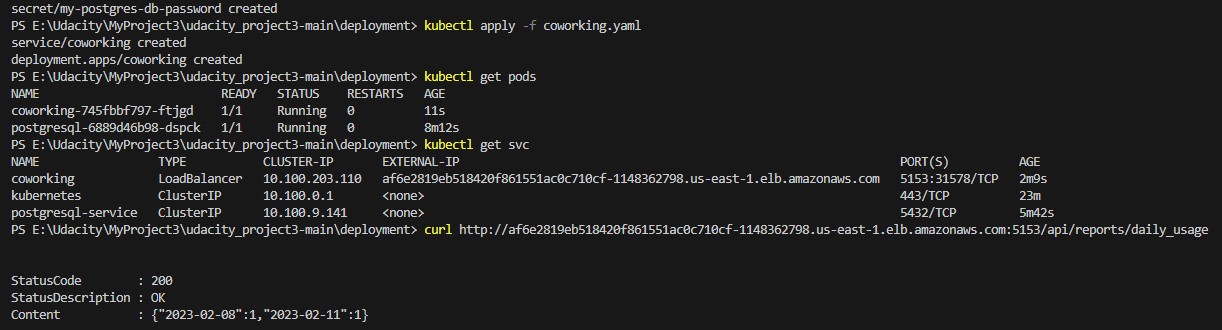 secret/my-postgres-db-password created
PS E:\Udacity\MyProject3\udacity_project3-main\deployment> kubectl apply -f coworking.yaml
service/coworking created
deployment.apps/coworking created
PS E:\Udacity\MyProject3\udacity_project3-main\deployment> kubectl get pods
NAME READY STATUS RESTARTS AGE
coworking-745fbbf797-ftjgd 1/1 Running 0 11s
postgresql-6889d46b98-dspck 1/1 Running 0 8m12s
PS E:\Udacity\MyProject3\udacity_project3-main\deployment> kubectl get svc
NAME TYPE CLUSTER-IP EXTERNAL-IP PORT(S) AGE
coworking LoadBalancer 10.100.203.110 af6e2819eb518420f861551ac0c710cf-1148362798.us-east-1.elb.amazonaws.com 5153:31578/TCP 2m9s
kubernetes ClusterIP 10.100.0.1 <none> 443/TCP 23m
postgresql-service ClusterIP 10.100.9.141 <none> 5432/TCP 5m42s
PS E:\Udacity\MyProject3\udacity_project3-main\deployment> curl http://af6e2819eb518420f861551ac0c710cf-1148362798.us-east-1.elb.amazonaws.com:5153/api/reports/daily_usage
StatusCode : 200
StatusDescription : OK
Content : {"2023-02-08":1,"2023-02-11":1}